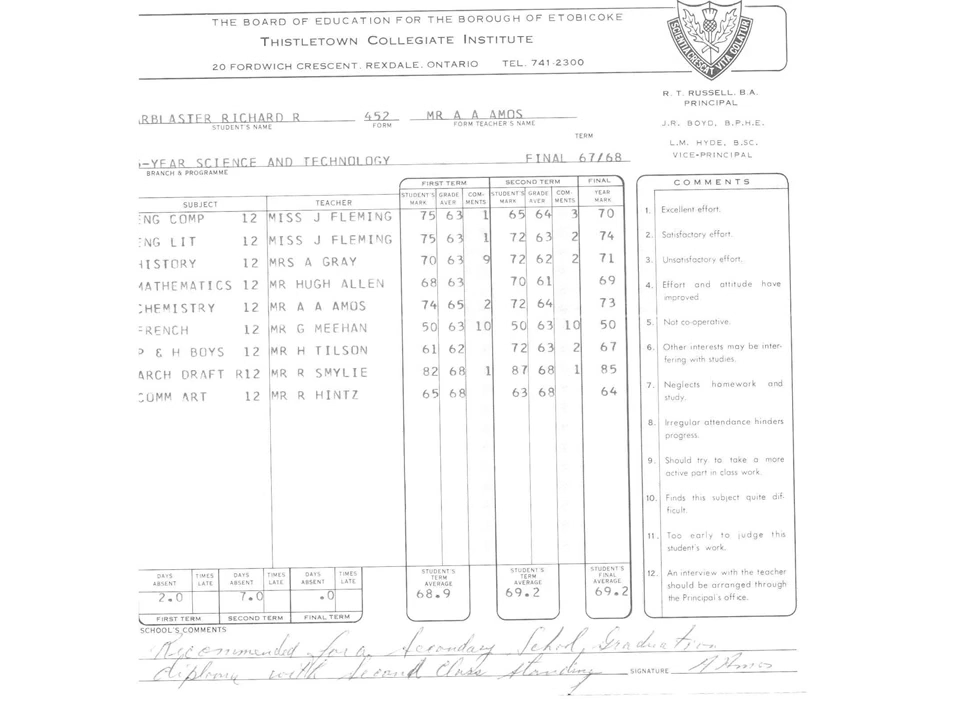 THE BOARD OF EDUCATION FOR THE BOROUGH OF ETOBICOKE
THISTLETOWN COLLEGIATE INSTITUTE
20 FORDWICH CRESCENT, REXDALE, ONTARIO TEL. 741-2300
SCIENTIA CRESCAT VITA COLATUR
R. T. RUSSELL, B.A.
PRINCIPAL
J.R. BOYD, B.P.H.E.
L.M. HYDE, B.SC.
VICE-PRINCIPAL
ARBLASTER RICHARD R 452 MR A A AMOS
STUDENT'S NAME FORM FORM TEACHER'S NAME
TERM
-YEAR SCIENCE AND TECHNOLOGY FINAL 67/68
BRANCH & PROGRAMME
FIRST TERM SECOND TERM FINAL
SUBJECT TEACHER STUDENT'S MARK GRADE AVER COMMENTS STUDENT'S MARK GRADE AVER COMMENTS YEAR MARK
ENG COMP 12 MISS J FLEMING 75 63 1 65 64 3 70
ENG LIT 12 MISS J FLEMING 75 63 1 72 63 2 74
HISTORY 12 MRS A GRAY 70 63 9 72 62 2 71
MATHEMATICS 12 MR HUGH ALLEN 68 63 70 61 69
CHEMISTRY 12 MR A A AMOS 74 65 2 72 64 73
FRENCH 12 MR G MEEHAN 50 63 10 50 63 10 50
P & H BOYS 12 MR H TILSON 61 62 72 63 2 67
ARCH DRAFT R12 MR R SMYLIE 82 68 1 87 68 1 85
COMM ART 12 MR R HINTZ 65 68 63 68 64
COMMENTS
1. Excellent effort.
2. Satisfactory effort.
3. Unsatisfactory effort.
4. Effort and attitude have
improved
5. Not co-operative.
6. Other interests may be inter-
fering with studies.
7. Neglects homework and
study.
8. Irregular attendance hinders
progress.
9. Should try to take a more
active part in class work.
10. Finds this subject quite dif-
ficult.
11. Too early to judge this
student's work.
12. An interview with the teacher
should be arranged through
the Principal's office.
DAYS ABSENT TIMES LATE DAYS ABSENT TIMES LATE DAYS ABSENT TIMES LATE STUDENT'S TERM AVERAGE STUDENT'S TERM AVERAGE STUDENT'S FINAL AVERAGE
2.0 7.0 .0 68.9 69.2 69.2
FIRST TERM SECOND TERM FINAL TERM
SCHOOL'S COMMENTS
Recommended for a Secondary School Graduation
diploma with Second Class Standing SIGNATURE A Amos